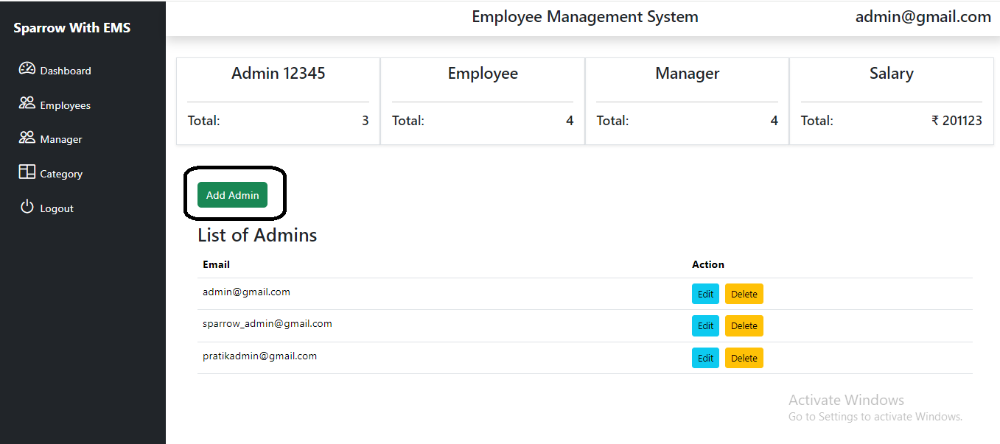 Sparrow With EMS
Dashboard
Employees
Manager
Category
Logout
Employee Management System admin@gmail.com
Admin 12345 Employee Manager Salary
Total: 3 Total: 4 Total: 4 Total: ₹ 201123
Add Admin
List of Admins
Email Action
admin@gmail.com Edit Delete
sparrow_admin@gmail.com Edit Delete
pratikadmin@gmail.com Edit Delete
Activate Windows
Go to Settings to activate Windows.